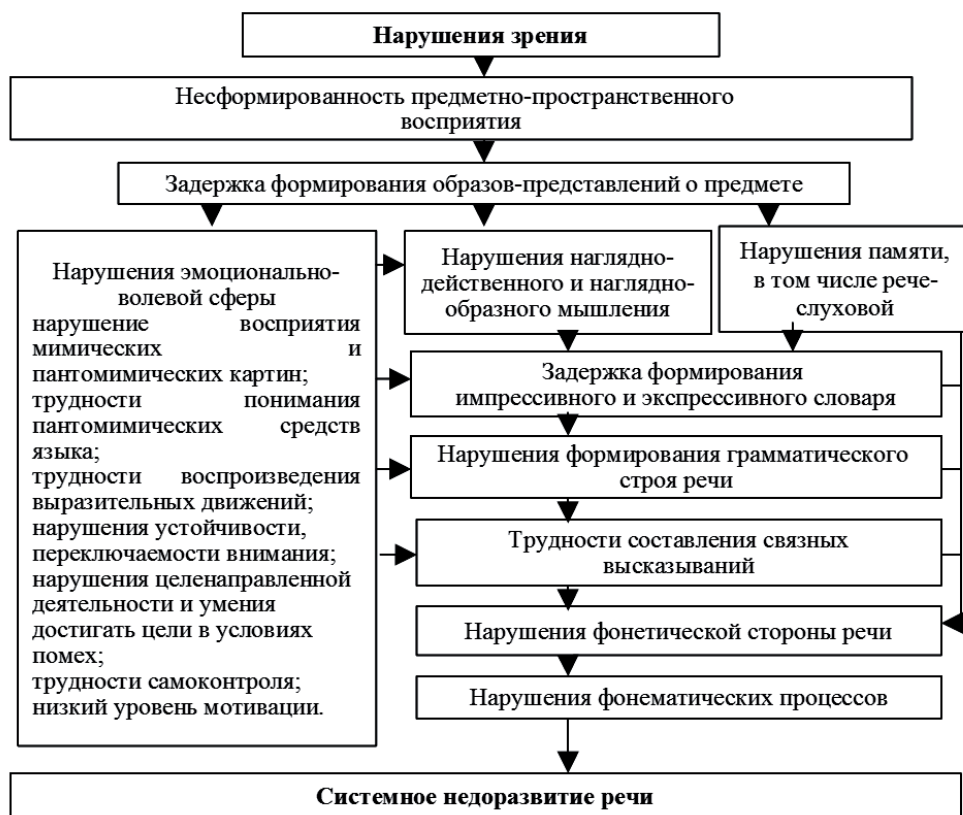 Нарушения зрения
Несформированность предметно-пространственного
восприятия
Задержка формирования образов-представлений о предмете
Нарушения эмоционально-
волевой сферы
нарушение восприятия
мимических и
пантомимических картин;
трудности понимания
пантомимических средств
языка;
трудности воспроизведения
выразительных движений;
нарушения устойчивости,
переключаемости внимания;
нарушения целенаправленной
деятельности и умения
достигать цели в условиях
помех;
трудности самоконтроля;
низкий уровень мотивации.
Нарушения наглядно-
действенного и наглядно-
образного мышления
Нарушения памяти,
в том числе рече-
слуховой
Задержка формирования
импрессивного и экспрессивного словаря
Нарушения формирования грамматического
строя речи
Трудности составления связных
высказываний
Нарушения фонетической стороны речи
Нарушения фонематических процессов
Системное недоразвитие речи